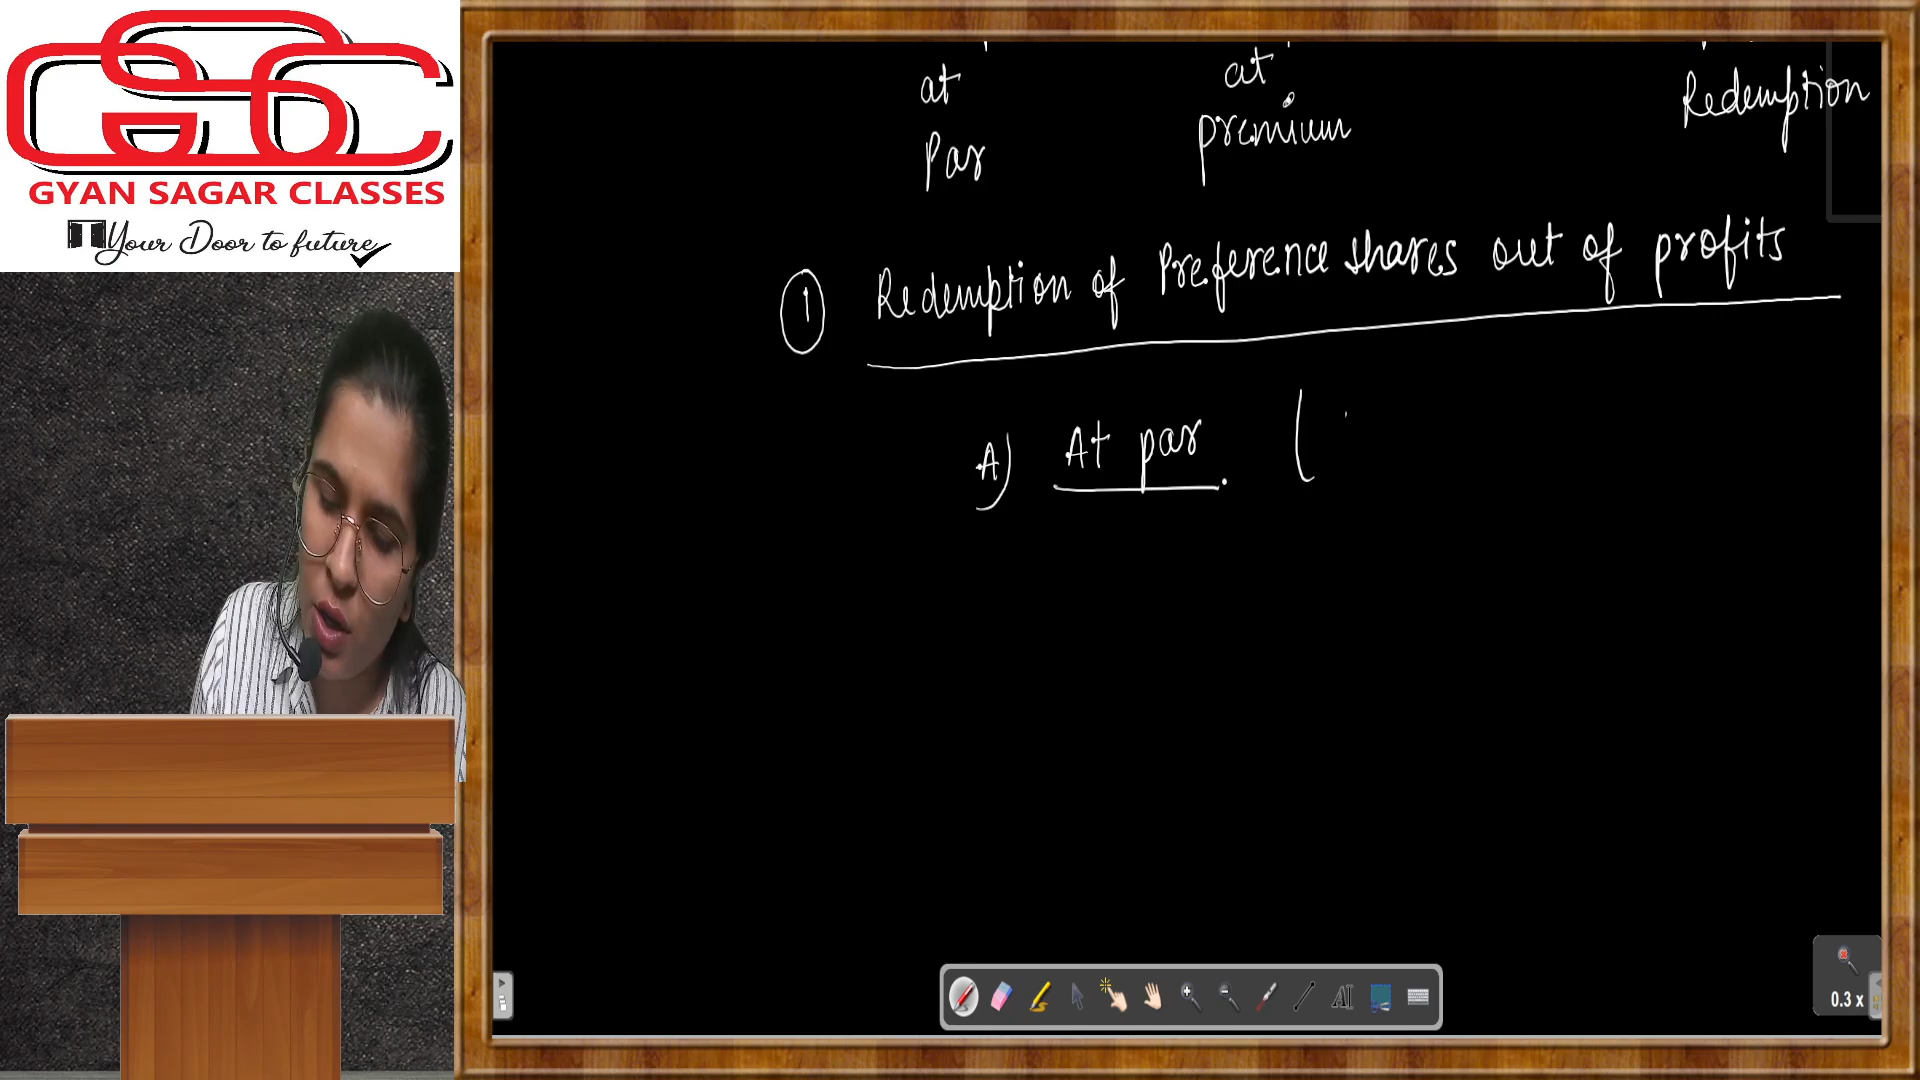 GSC
GYAN SAGAR CLASSES
Your Door to future
at
Par
at
premium
Redemption
1 Redemption of Preference shares out of profits
A) At par. (
0.3 x